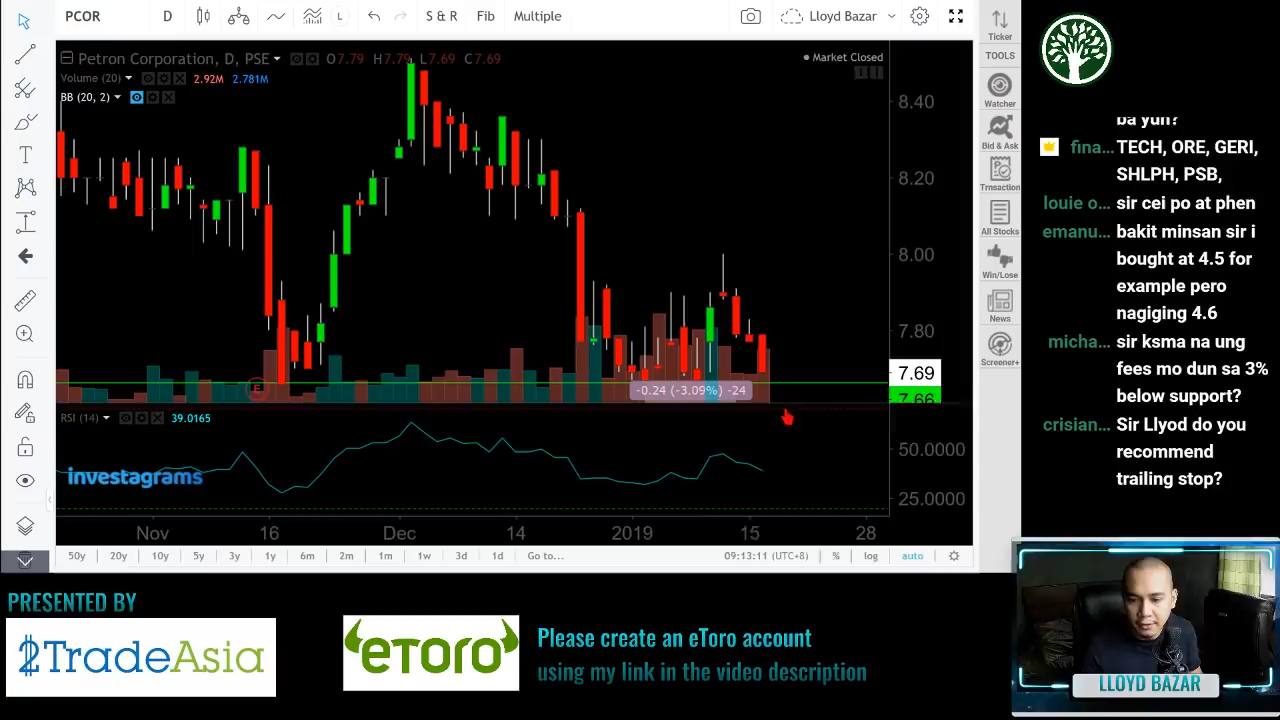 PCOR
D
L
S & R
Fib
Multiple
Lloyd Bazar
Petron Corporation, D, PSE
O7.79 H7.79 L7.69 C7.69
Market Closed
Volume (20)
2.92M 2.781M
BB (20, 2)
8.40
8.20
8.00
7.80
7.69
7.66
E
-0.24 (-3.09%) -24
RSI (14)
39.0165
50.0000
25.0000
investagrams
Nov
16
Dec
14
2019
15
28
50y
20y
10y
5y
3y
1y
6m
2m
1m
1w
3d
1d
Go to...
09:13:11 (UTC+8)
%
log
auto
Ticker
TOOLS
Watcher
Bid & Ask
Trnsaction
All Stocks
Win/Lose
News
Screener+
ba yun?
fina... TECH, ORE, GERI,
SHLPH, PSB,
louie o... sir cei po at phen
emanu... bakit minsan sir i
bought at 4.5 for
example pero
nagiging 4.6
micha... sir ksma na ung
fees merdun sa 3%
below support?
crisian... Sir Llyod do you
recommend
trailing stop?
PRESENTED BY
2TradeAsia
eToro
Please create an eToro account
using my link in the video description
LLOYD BAZAR